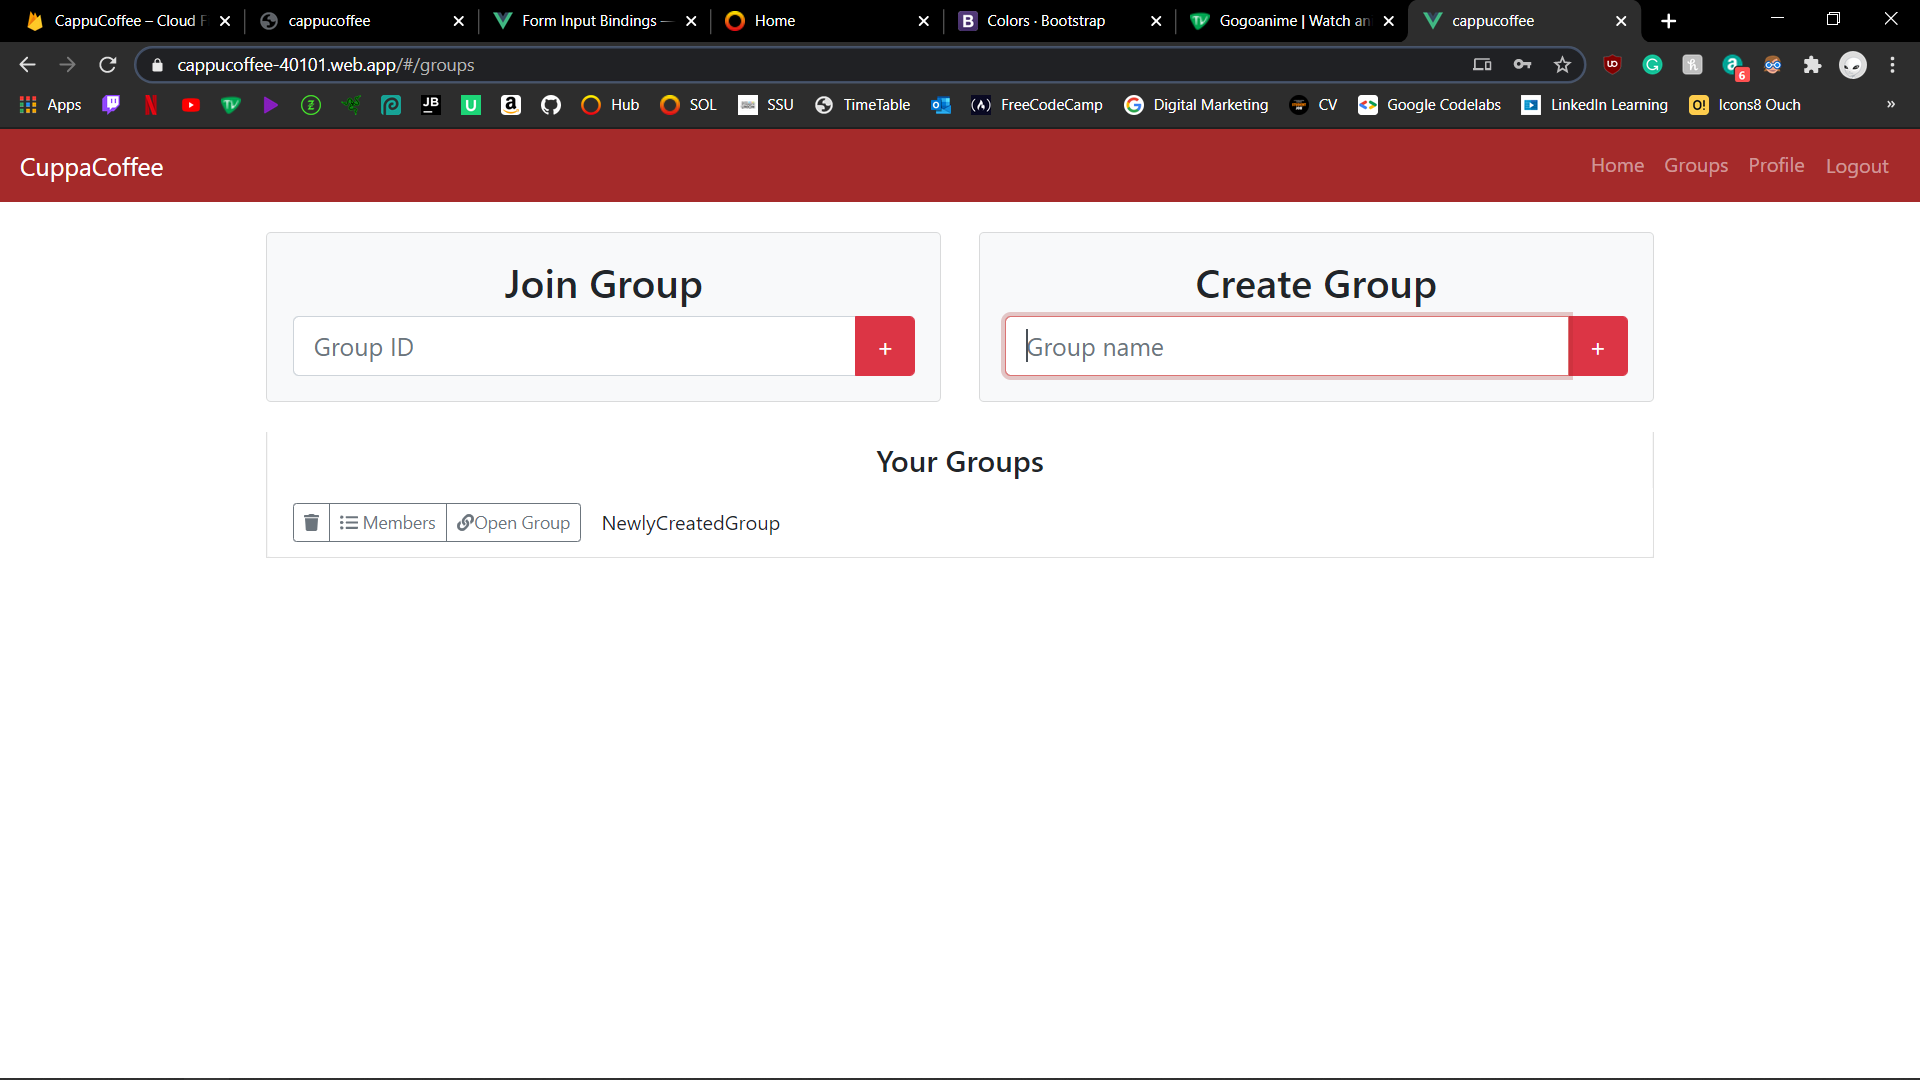 CappuCoffee – Cloud F
cappucoffee
Form Input Bindings —
Home
Colors · Bootstrap
Gogoanime | Watch an
cappucoffee
cappucoffee-40101.web.app/#/groups
6
Apps
JB
U
a
Hub
SOL
SSU
TimeTable
FreeCodeCamp
Digital Marketing
CV
Google Codelabs
LinkedIn Learning
O!
Icons8 Ouch
»
CuppaCoffee
Home
Groups
Profile
Logout
Join Group
Create Group
Group ID
+
Group name
+
Your Groups
Members
Open Group
NewlyCreatedGroup